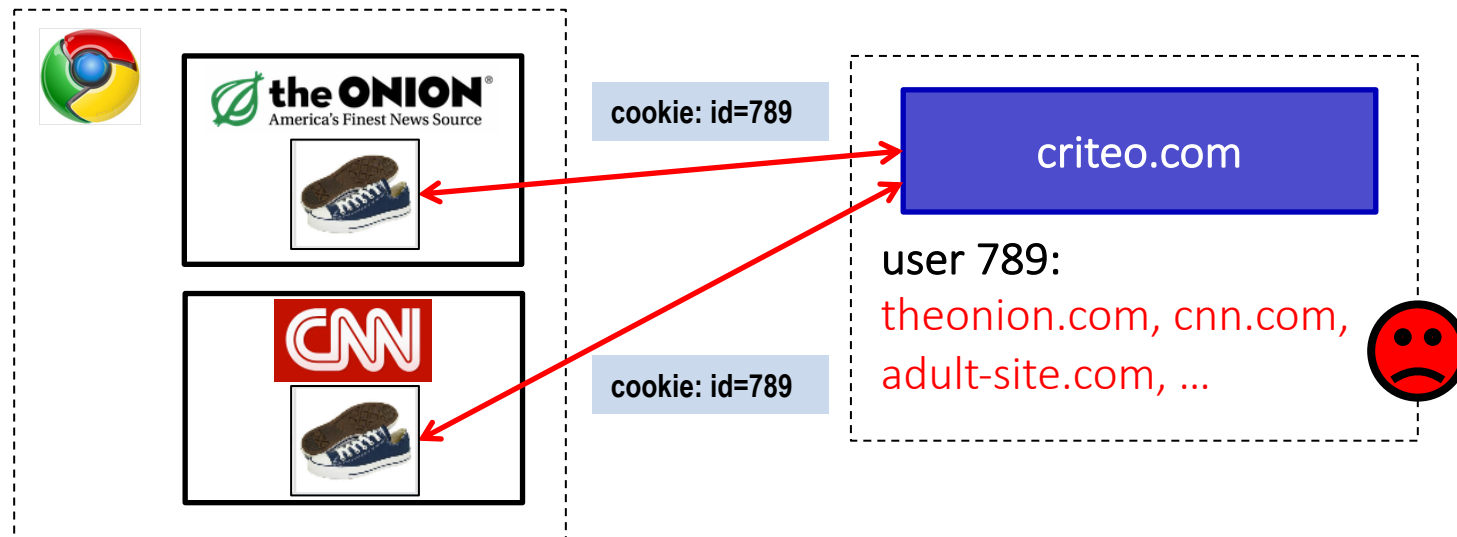 the ONION®
America's Finest News Source
cookie: id=789
criteo.com
user 789:
theonion.com, cnn.com,
adult-site.com, ...
CNN
cookie: id=789